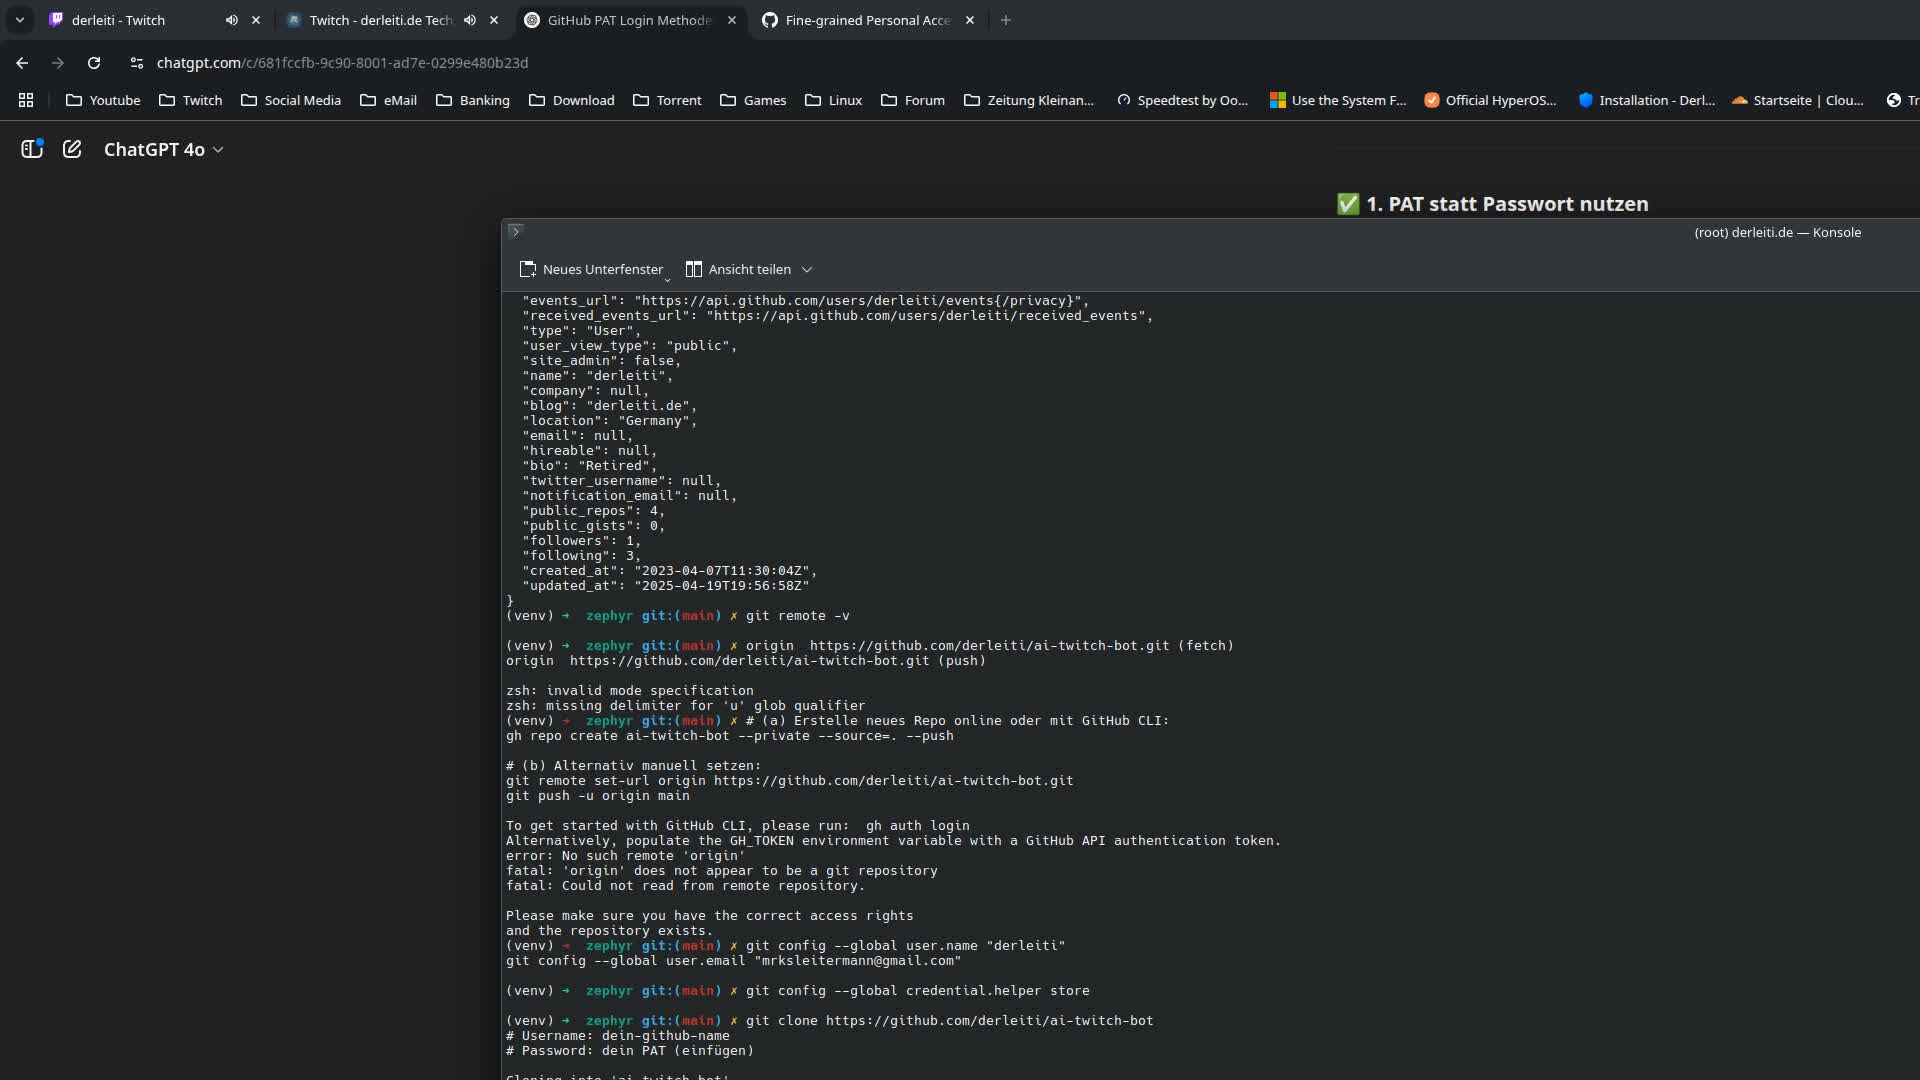 derleiti - Twitch
Twitch - derleiti.de Tech
GitHub PAT Login Methode
Fine-grained Personal Acce
chatgpt.com/c/681fccfb-9c90-8001-ad7e-0299e480b23d
Youtube
Twitch
Social Media
eMail
Banking
Download
Torrent
Games
Linux
Forum
Zeitung Kleinan...
Speedtest by Oo...
Use the System F...
Official HyperOS...
Installation - Derl...
Startseite | Clou...
Tr
ChatGPT 4o
✅ 1. PAT statt Passwort nutzen
(root) derleiti.de — Konsole
Neues Unterfenster
Ansicht teilen
"events_url": "https://api.github.com/users/derleiti/events{/privacy}",
"received_events_url": "https://api.github.com/users/derleiti/received_events",
"type": "User",
"user_view_type": "public",
"site_admin": false,
"name": "derleiti",
"company": null,
"blog": "derleiti.de",
"location": "Germany",
"email": null,
"hireable": null,
"bio": "Retired",
"twitter_username": null,
"notification_email": null,
"public_repos": 4,
"public_gists": 0,
"followers": 1,
"following": 3,
"created_at": "2023-04-07T11:30:04Z",
"updated_at": "2025-04-19T19:56:58Z"
}
(venv) ➜  zephyr git:(main) ✗ git remote -v
(venv) ➜  zephyr git:(main) ✗ origin  https://github.com/derleiti/ai-twitch-bot.git (fetch)
origin  https://github.com/derleiti/ai-twitch-bot.git (push)
zsh: invalid mode specification
zsh: missing delimiter for 'u' glob qualifier
(venv) ➜  zephyr git:(main) ✗ # (a) Erstelle neues Repo online oder mit GitHub CLI:
gh repo create ai-twitch-bot --private --source=. --push
# (b) Alternativ manuell setzen:
git remote set-url origin https://github.com/derleiti/ai-twitch-bot.git
git push -u origin main
To get started with GitHub CLI, please run:  gh auth login
Alternatively, populate the GH_TOKEN environment variable with a GitHub API authentication token.
error: No such remote 'origin'
fatal: 'origin' does not appear to be a git repository
fatal: Could not read from remote repository.
Please make sure you have the correct access rights
and the repository exists.
(venv) ➜  zephyr git:(main) ✗ git config --global user.name "derleiti"
git config --global user.email "mrksleitermann@gmail.com"
(venv) ➜  zephyr git:(main) ✗ git config --global credential.helper store
(venv) ➜  zephyr git:(main) ✗ git clone https://github.com/derleiti/ai-twitch-bot
# Username: dein-github-name
# Password: dein PAT (einfügen)
Cloning into 'ai-twitch-bot'